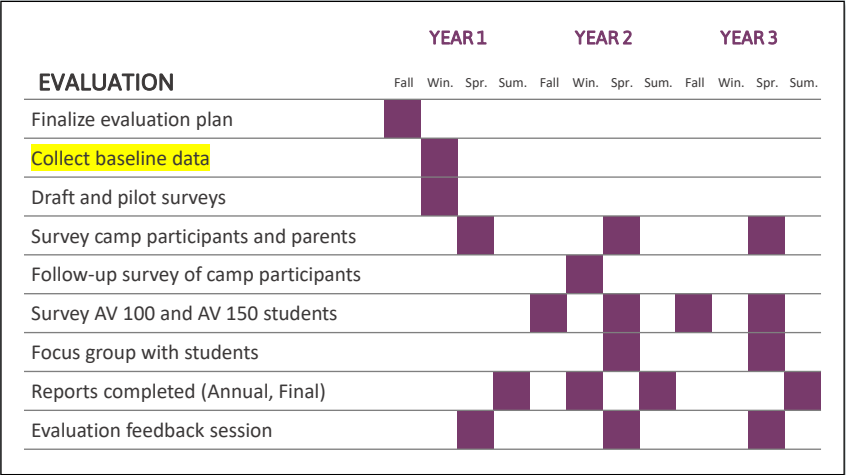 YEAR 1 YEAR 2 YEAR 3
EVALUATION Fall Win. Spr. Sum. Fall Win. Spr. Sum. Fall Win. Spr. Sum.
Finalize evaluation plan
Collect baseline data
Draft and pilot surveys
Survey camp participants and parents
Follow-up survey of camp participants
Survey AV 100 and AV 150 students
Focus group with students
Reports completed (Annual, Final)
Evaluation feedback session